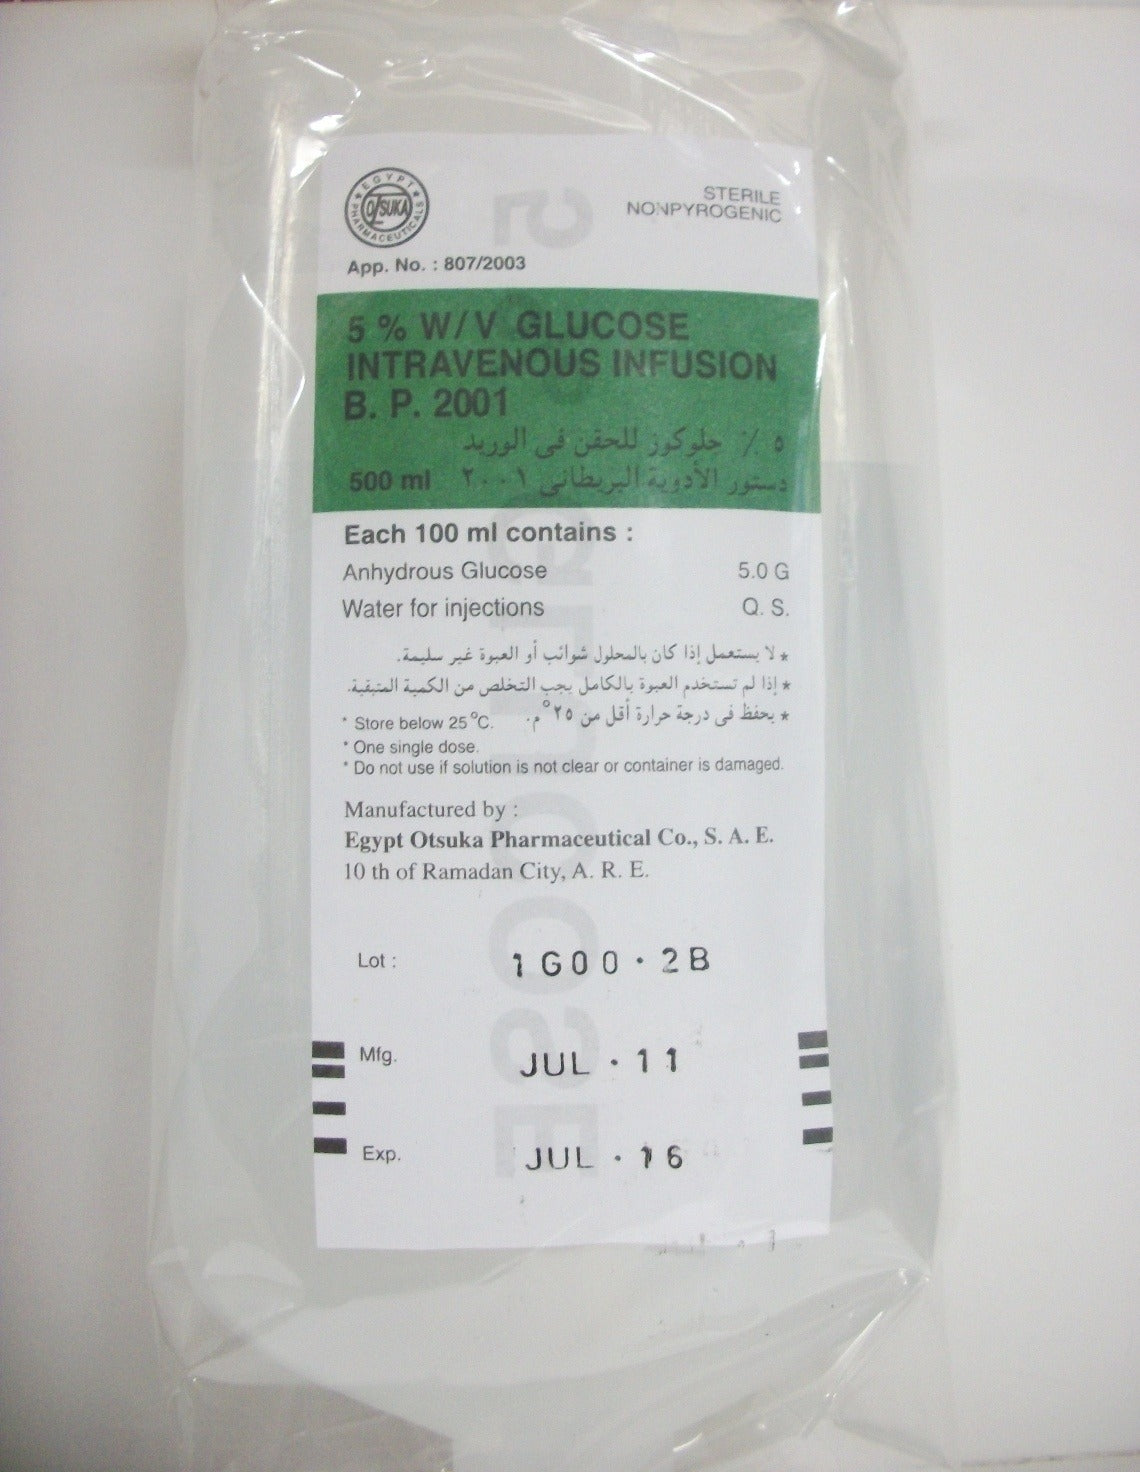 EGYPT
OTSUKA
PHARMACEUTICALS
STERILE
NONPYROGENIC
App. No. : 807/2003
5 % W/V GLUCOSE
INTRAVENOUS INFUSION
B. P. 2001
٥ ٪ جلوكوز للحقن فى الوريد
500 ml دستور الأدوية البريطانى ٢٠٠١
Each 100 ml contains :
Anhydrous Glucose 5.0 G
Water for injections Q. S.
* لا يستعمل إذا كان بالمحلول شوائب أو العبوة غير سليمة.
* إذا لم تستخدم العبوة بالكامل يجب التخلص من الكمية المتبقية.
* يحفظ فى درجة حرارة أقل من ٢٥°م.
* Store below 25°C.
* One single dose.
* Do not use if solution is not clear or container is damaged.
Manufactured by :
Egypt Otsuka Pharmaceutical Co., S. A. E.
10 th of Ramadan City, A. R. E.
Lot : 1G00·2B
Mfg. JUL·11
Exp. JUL·16